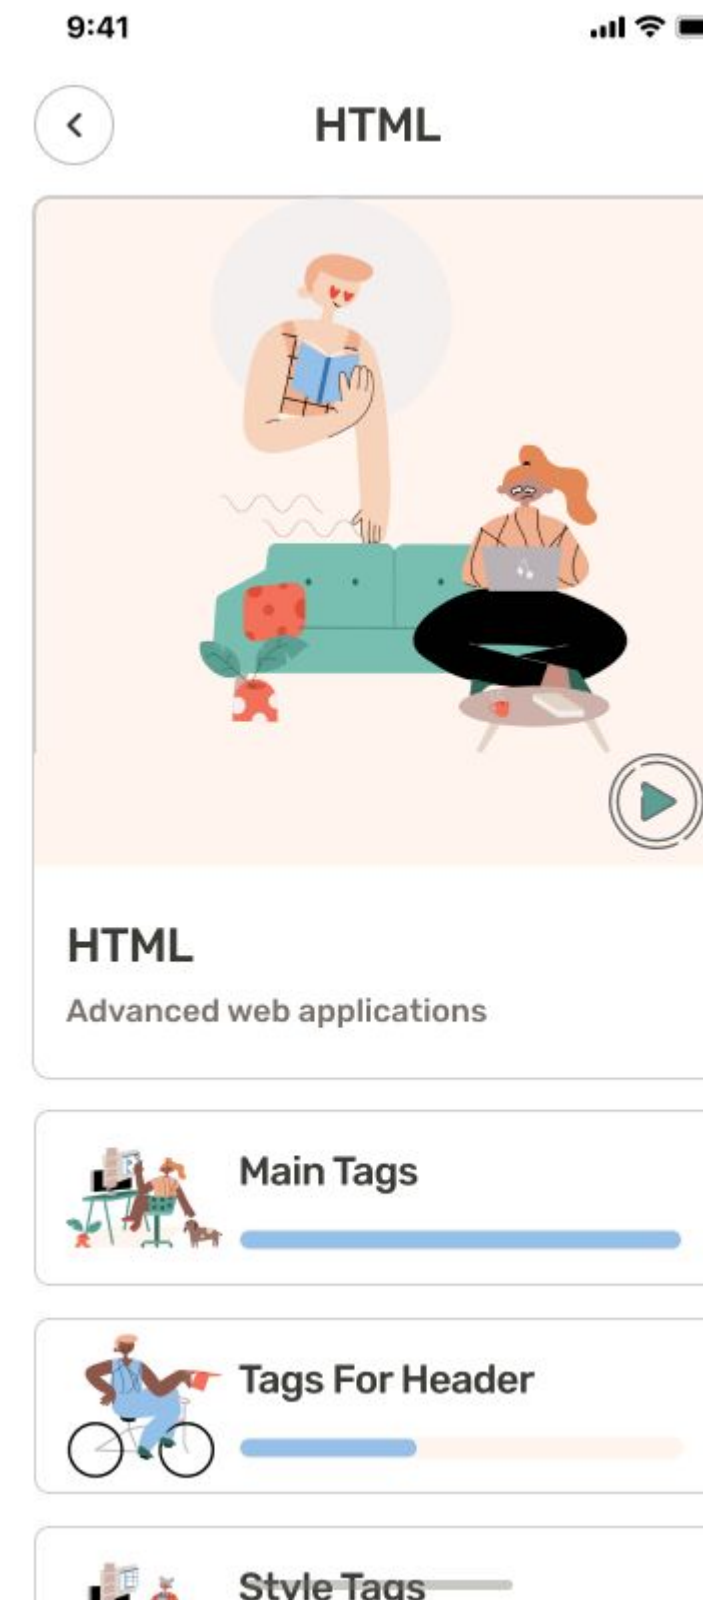 9:41
HTML
HTML
Advanced web applications
Main Tags
Tags For Header
Style Tags